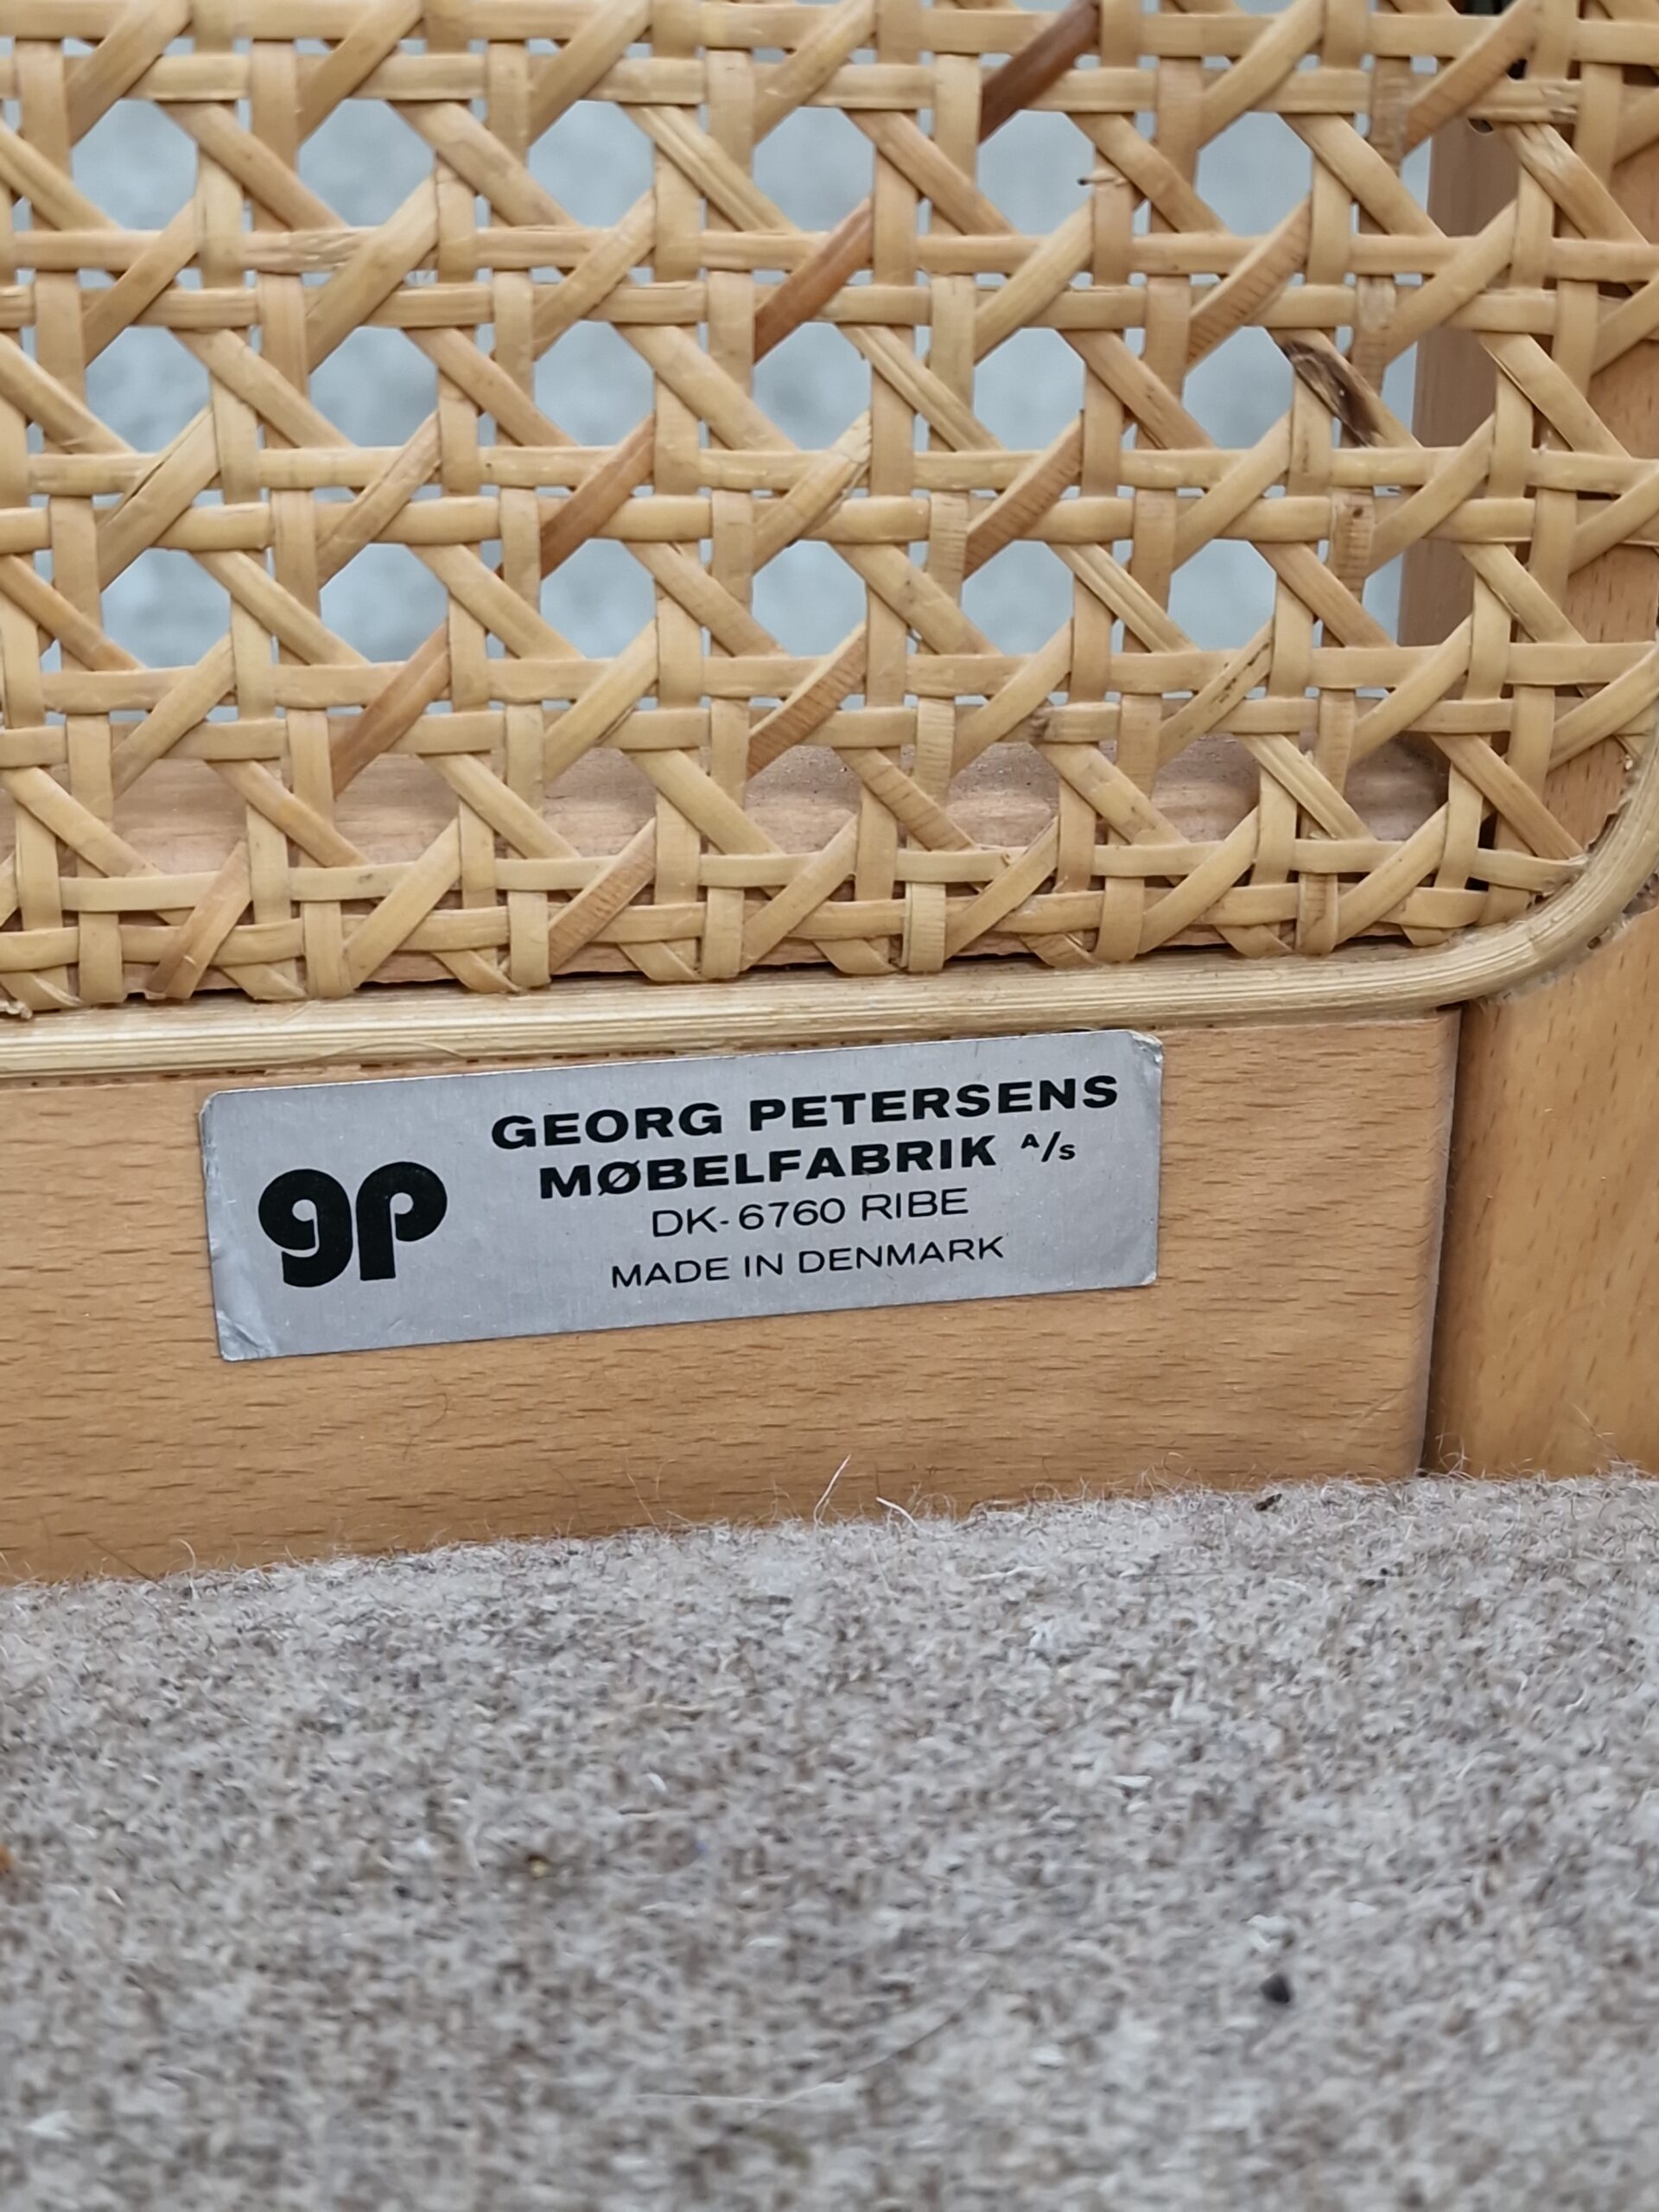 gp
GEORG PETERSENS
MØBELFABRIK A/s
DK-6760 RIBE
MADE IN DENMARK